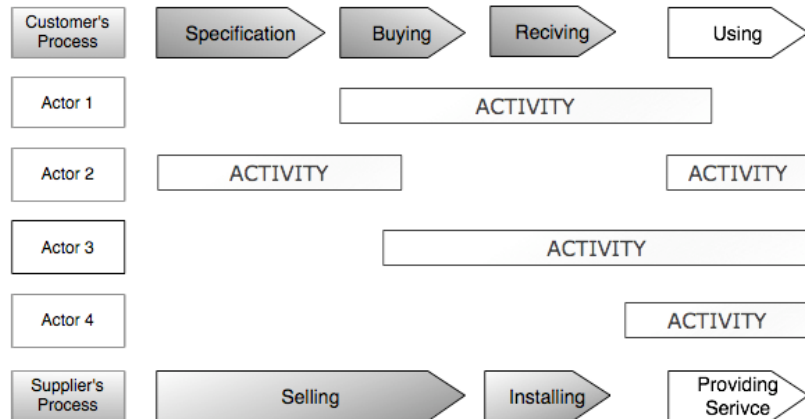 Customer's
Process
Specification
Buying
Reciving
Using
Actor 1
ACTIVITY
Actor 2
ACTIVITY
ACTIVITY
Actor 3
ACTIVITY
Actor 4
ACTIVITY
Supplier's
Process
Selling
Installing
Providing
Serivce